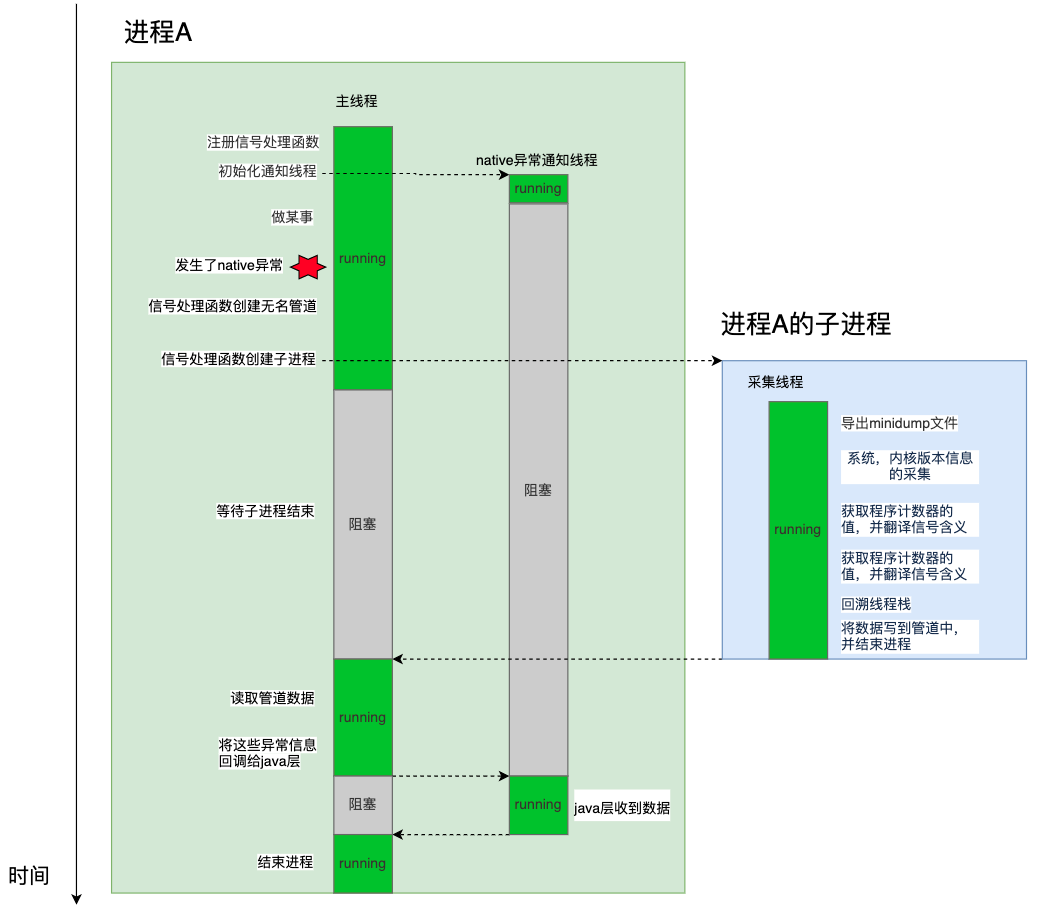 进程A
主线程
注册信号处理函数
native异常通知线程
初始化通知线程
running
做某事
running
发生了native异常
信号处理函数创建无名管道
进程A的子进程
信号处理函数创建子进程
采集线程
导出minidump文件
系统，内核版本信息
的采集
阻塞
等待子进程结束
阻塞
running
获取程序计数器的
值，并翻译信号含义
获取程序计数器的
值，并翻译信号含义
回溯线程栈
将数据写到管道中，
并结束进程
读取管道数据
running
将这些异常信息
回调给java层
阻塞
running
java层收到数据
结束进程
running
时间